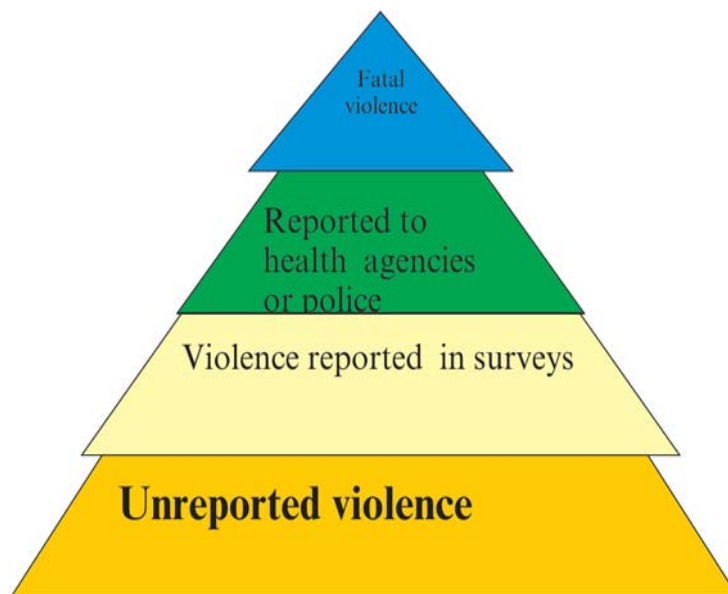 Fatal
violence
Reported to
health agencies
or police
Violence reported in surveys
Unreported violence